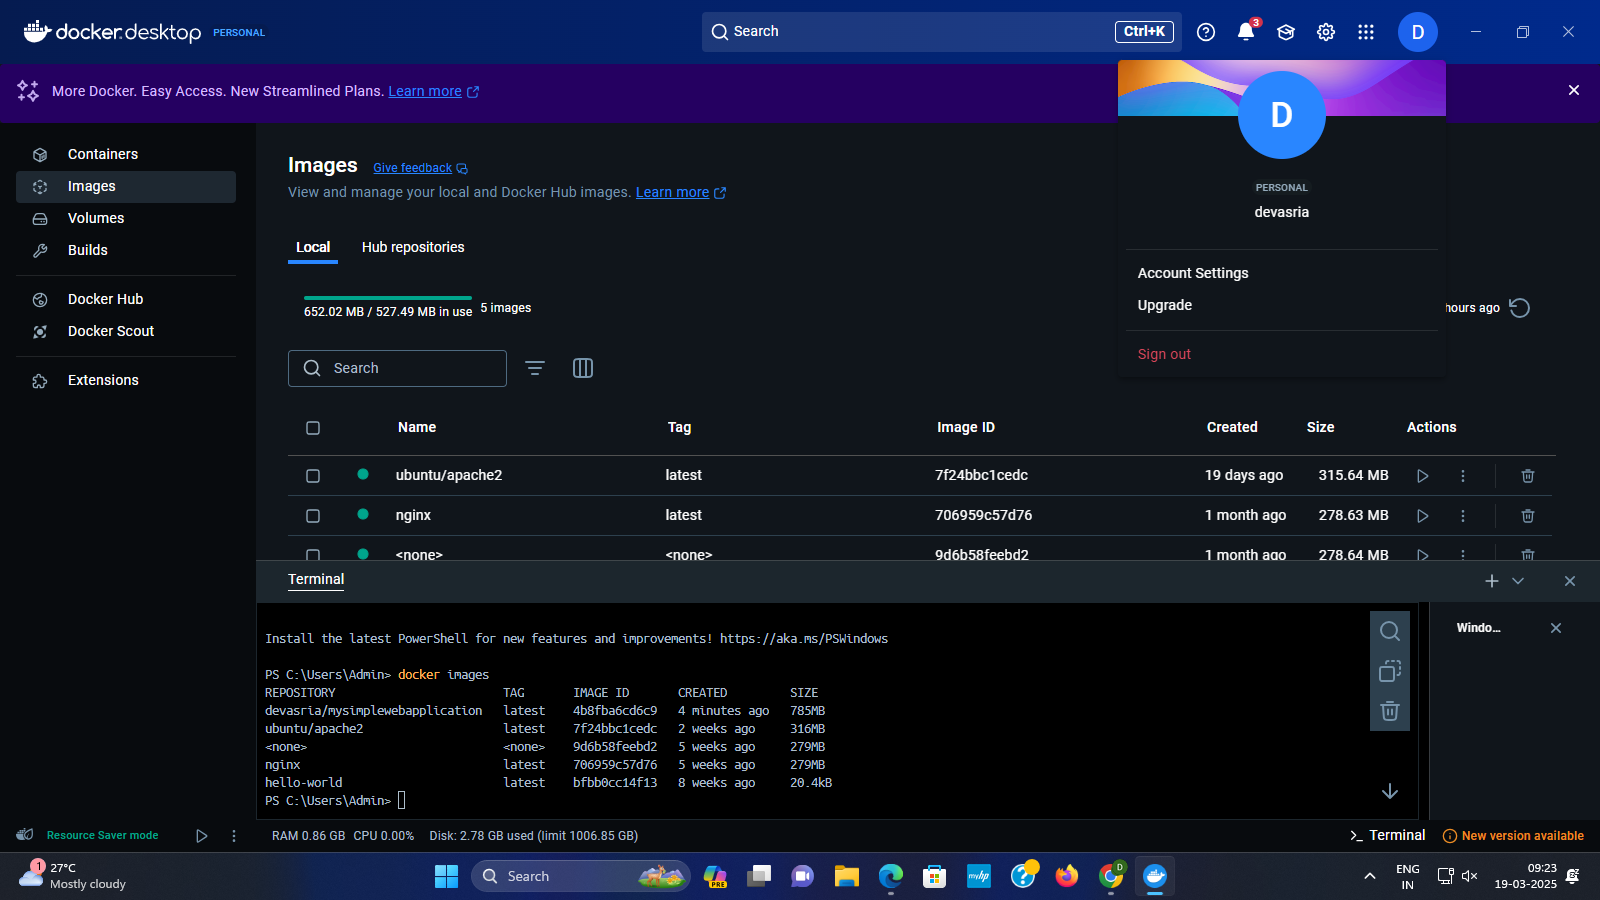 docker.desktop PERSONAL
Search Ctrl+K
3
D
More Docker. Easy Access. New Streamlined Plans. Learn more
D
PERSONAL
devasria
Account Settings
Upgrade
Sign out
Containers
Images
Volumes
Builds
Docker Hub
Docker Scout
Extensions
Images Give feedback
View and manage your local and Docker Hub images. Learn more
Local Hub repositories
652.02 MB / 527.49 MB in use 5 images
hours ago
Search
Name Tag Image ID Created Size Actions
ubuntu/apache2 latest 7f24bbc1cedc 19 days ago 315.64 MB
nginx latest 706959c57d76 1 month ago 278.63 MB
<none> <none> 9d6b58feebd2 1 month ago 278.64 MB
Terminal
Windo...
Install the latest PowerShell for new features and improvements! https://aka.ms/PSWindows
PS C:\Users\Admin> docker images
REPOSITORY TAG IMAGE ID CREATED SIZE
devasria/mysimplewebapplication latest 4b8fba6cd6c9 4 minutes ago 785MB
ubuntu/apache2 latest 7f24bbc1cedc 2 weeks ago 316MB
<none> <none> 9d6b58feebd2 5 weeks ago 279MB
nginx latest 706959c57d76 5 weeks ago 279MB
hello-world latest bfbb0cc14f13 8 weeks ago 20.4kB
PS C:\Users\Admin>
Resource Saver mode
RAM 0.86 GB CPU 0.00% Disk: 2.78 GB used (limit 1006.85 GB)
Terminal New version available
1
27°C
Mostly cloudy
Search
PRE
myhp
D
ENG
IN
09:23
19-03-2025